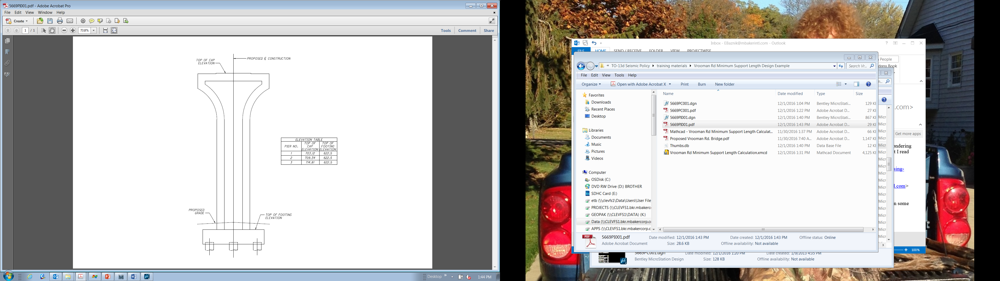 5669PI001.pdf - Adobe Acrobat Pro
File Edit View Window Help
Create
1 / 1 73.8% Tools Comment Share
TOP OF CAP
ELEVATION
PROPOSED ℄ CONSTRUCTION
ELEVATION TABLE
PIER NO. TOP OF CAP ELEVATION TOP OF FOOTING ELEVATION
1 703.12 622.5
2 709.34 622.5
3 714.81 622.5
PROPOSED
GRADE
TOP OF FOOTING
ELEVATION
Desktop » 1:44 PM
Inbox - EBaznik@mbakerintl.com - Outlook
FILE HOME SEND / RECEIVE FOLDER VIEW PROJECTWISE
People
dress Book
« TO-13d Seismic Policy Training materials Vrooman Rd Minimum Support Length Design Example Search Vr...
File Edit View Tools Help
Organize Open with Adobe Acrobat X Print Burn New folder
Favorites
Downloads
Recent Places
Desktop
Libraries
Documents
Music
Pictures
Videos
Computer
OSDisk (C:)
DVD RW Drive (D:) BROTHER
SDHC Card (E:)
etb (\\clevfs1\Data\Users\User File
PROJECTS (\\CLEVFS1.bkr.mbakerc
GEOPAK (\\CLEVFS1\DATA) (K:)
Data (\\CLEVFS1.bkr.mbakercorp.c
APPS (\\CLEVFS1.bkr.mbakercorp.c
Name Date modified Type Size
5669PC001.dgn 12/1/2016 1:04 PM Bentley MicroStati... 129 KB
5669PC001.pdf 12/1/2016 1:22 PM Adobe Acrobat D... 27 KB
5669PI001.dgn 12/1/2016 1:40 PM Bentley MicroStati... 867 KB
5669PI001.pdf 12/1/2016 1:43 PM Adobe Acrobat D... 29 KB
Mathcad - Vrooman Rd Minimum Support Length Calculat... 11/30/2016 1:37 PM Adobe Acrobat D... 66 KB
Proposed Vrooman Rd. Bridge.pdf 11/30/2016 7:40 A... Adobe Acrobat D... 1,147 KB
Thumbs.db 12/1/2016 1:40 PM Data Base File 12 KB
Vrooman Rd Minimum Support Length Calculation.xmcd 12/1/2016 1:31 PM Mathcad Document 4,125 KB
5669PI001.pdf Date modified: 12/1/2016 1:43 PM Date created: 12/1/2016 1:43 PM Offline status: Online
Adobe Acrobat Document Size: 28.6 KB Offline availability: Not available
5669PC001.dgn Date modified: 12/1/2016 1:20 PM Date created: 1/9/2013 4:35 PM
Bentley MicroStation Design Size: 128 KB Offline availability: Not available
.com>
Get more apps
ondering
t I read
sing-
l.com>
n some
100%